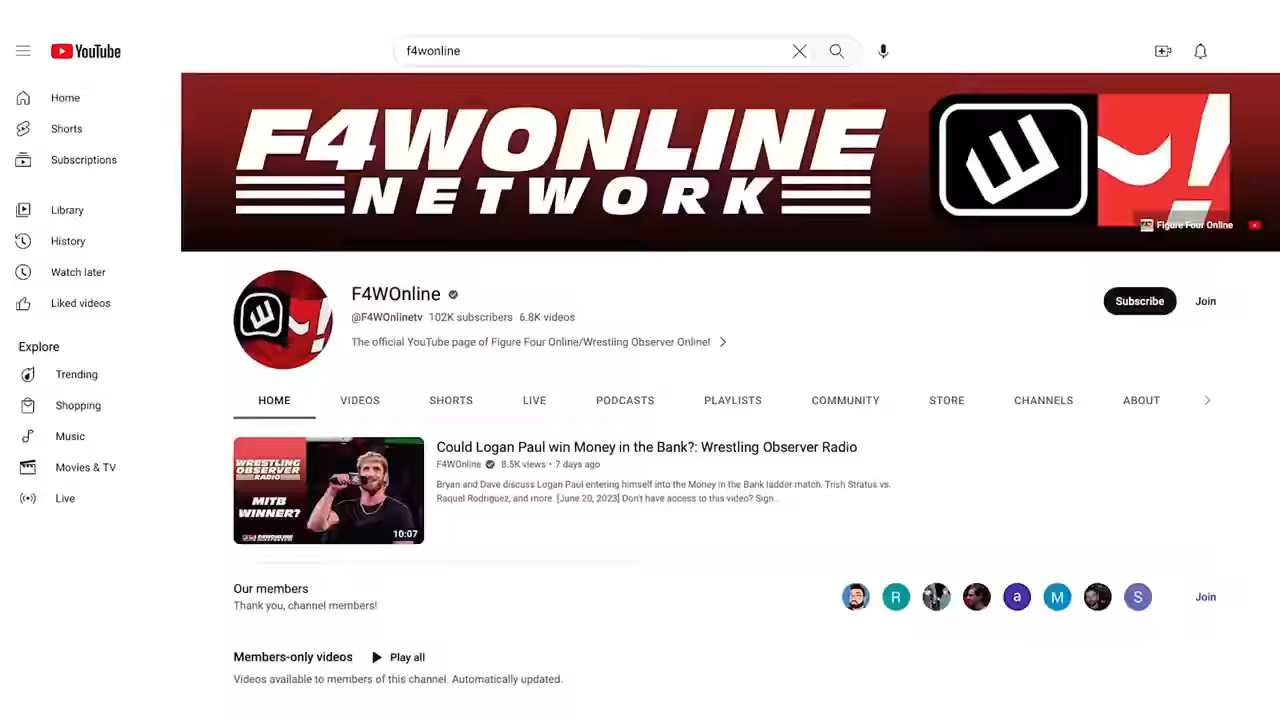 YouTube
f4wonline
Home
Shorts
Subscriptions
Library
History
Watch later
Liked videos
Explore
Trending
Shopping
Music
Movies & TV
Live
F4WONLINE
NETWORK
Figure Four Online
F4WOnline
@F4WOnlinetv 102K subscribers 6.8K videos
The official YouTube page of Figure Four Online/Wrestling Observer Online!
Subscribe
Join
HOME VIDEOS SHORTS LIVE PODCASTS PLAYLISTS COMMUNITY STORE CHANNELS ABOUT
WRESTLING
OBSERVER
RADIO
MITB
WINNER?
10:07
Could Logan Paul win Money in the Bank?: Wrestling Observer Radio
F4WOnline 8.5K views • 7 days ago
Bryan and Dave discuss Logan Paul entering himself into the Money in the Bank ladder match. Trish Stratus vs.
Raquel Rodriguez, and more. [June 20, 2023] Don't have access to this video? Sign...
Our members
Thank you, channel members!
R
a
M
S
Join
Members-only videos Play all
Videos available to members of this channel. Automatically updated.